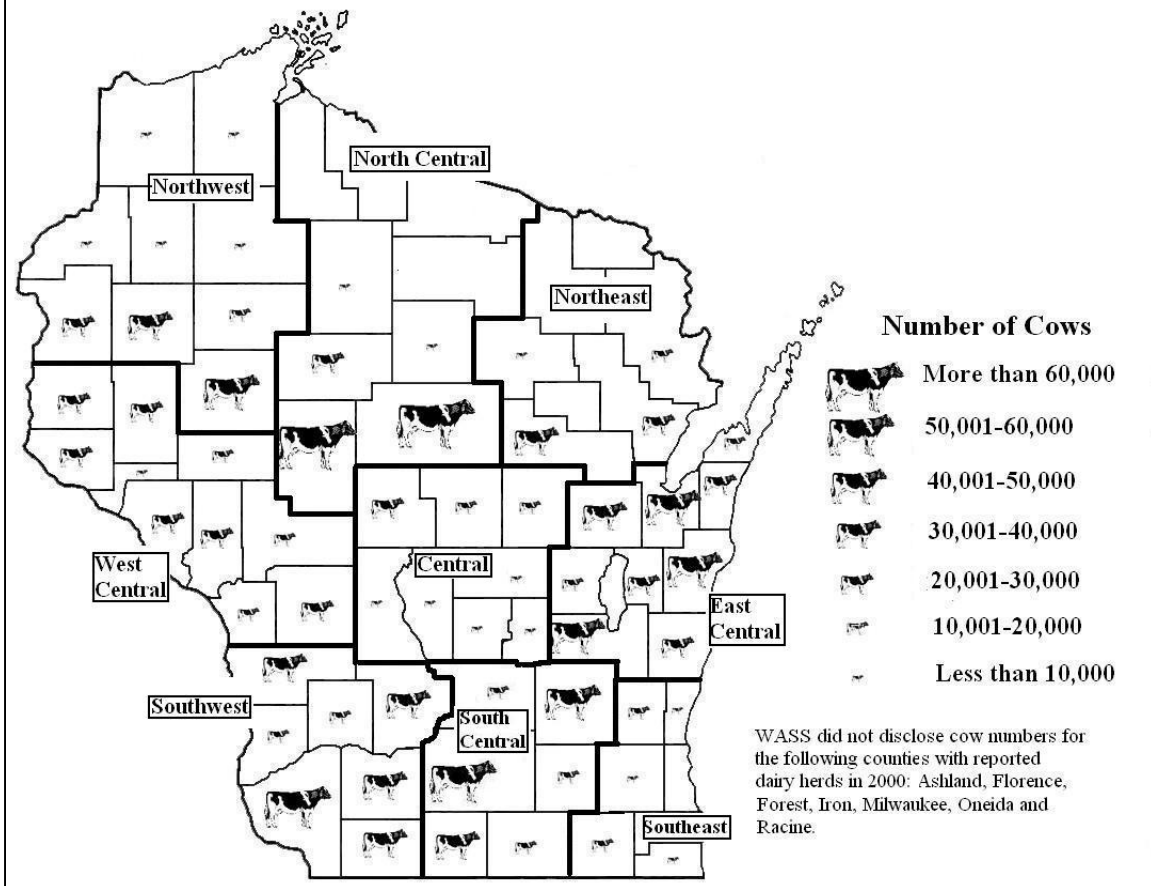 North Central
Northwest
Northeast
Number of Cows
More than 60,000
50,001-60,000
40,001-50,000
30,001-40,000
20,001-30,000
10,001-20,000
Less than 10,000
West
Central
Central
East
Central
Southwest
South
Central
Southeast
WASS did not disclose cow numbers for
the following counties with reported
dairy herds in 2000: Ashland, Florence,
Forest, Iron, Milwaukee, Oneida and
Racine.